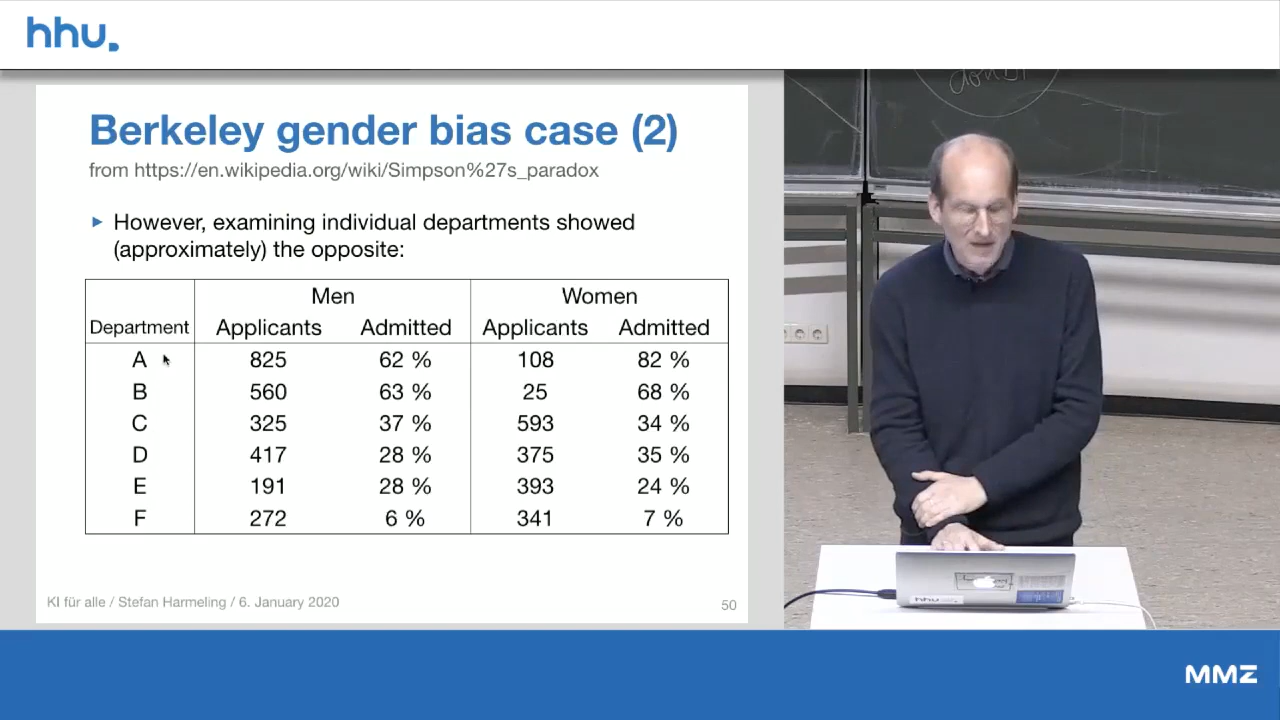 hhu.
Berkeley gender bias case (2)
from https://en.wikipedia.org/wiki/Simpson%27s_paradox
However, examining individual departments showed
(approximately) the opposite:
Men Women
Department Applicants Admitted Applicants Admitted
A 825 62 % 108 82 %
B 560 63 % 25 68 %
C 325 37 % 593 34 %
D 417 28 % 375 35 %
E 191 28 % 393 24 %
F 272 6 % 341 7 %
KI für alle / Stefan Harmeling / 6. January 2020
50
hhu
MMZ